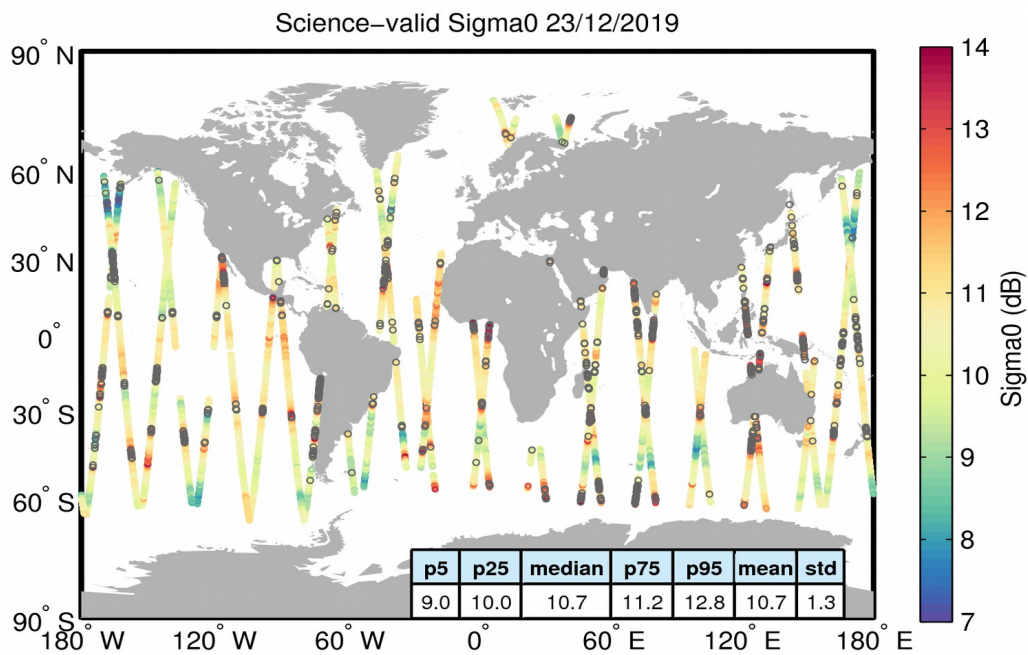 Science−valid Sigma0 23/12/2019
90° N
60° N
30° N
0°
30° S
60° S
90° S
180° W
120° W
60° W
0°
60° E
120° E
180° E
14
13
12
11
10
9
8
7
Sigma0 (dB)
p5 p25 median p75 p95 mean std
9.0 10.0 10.7 11.2 12.8 10.7 1.3